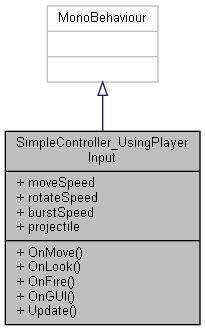 MonoBehaviour
SimpleController_UsingPlayer
Input
+ moveSpeed
+ rotateSpeed
+ burstSpeed
+ projectile
+ OnMove()
+ OnLook()
+ OnFire()
+ OnGUI()
+ Update()